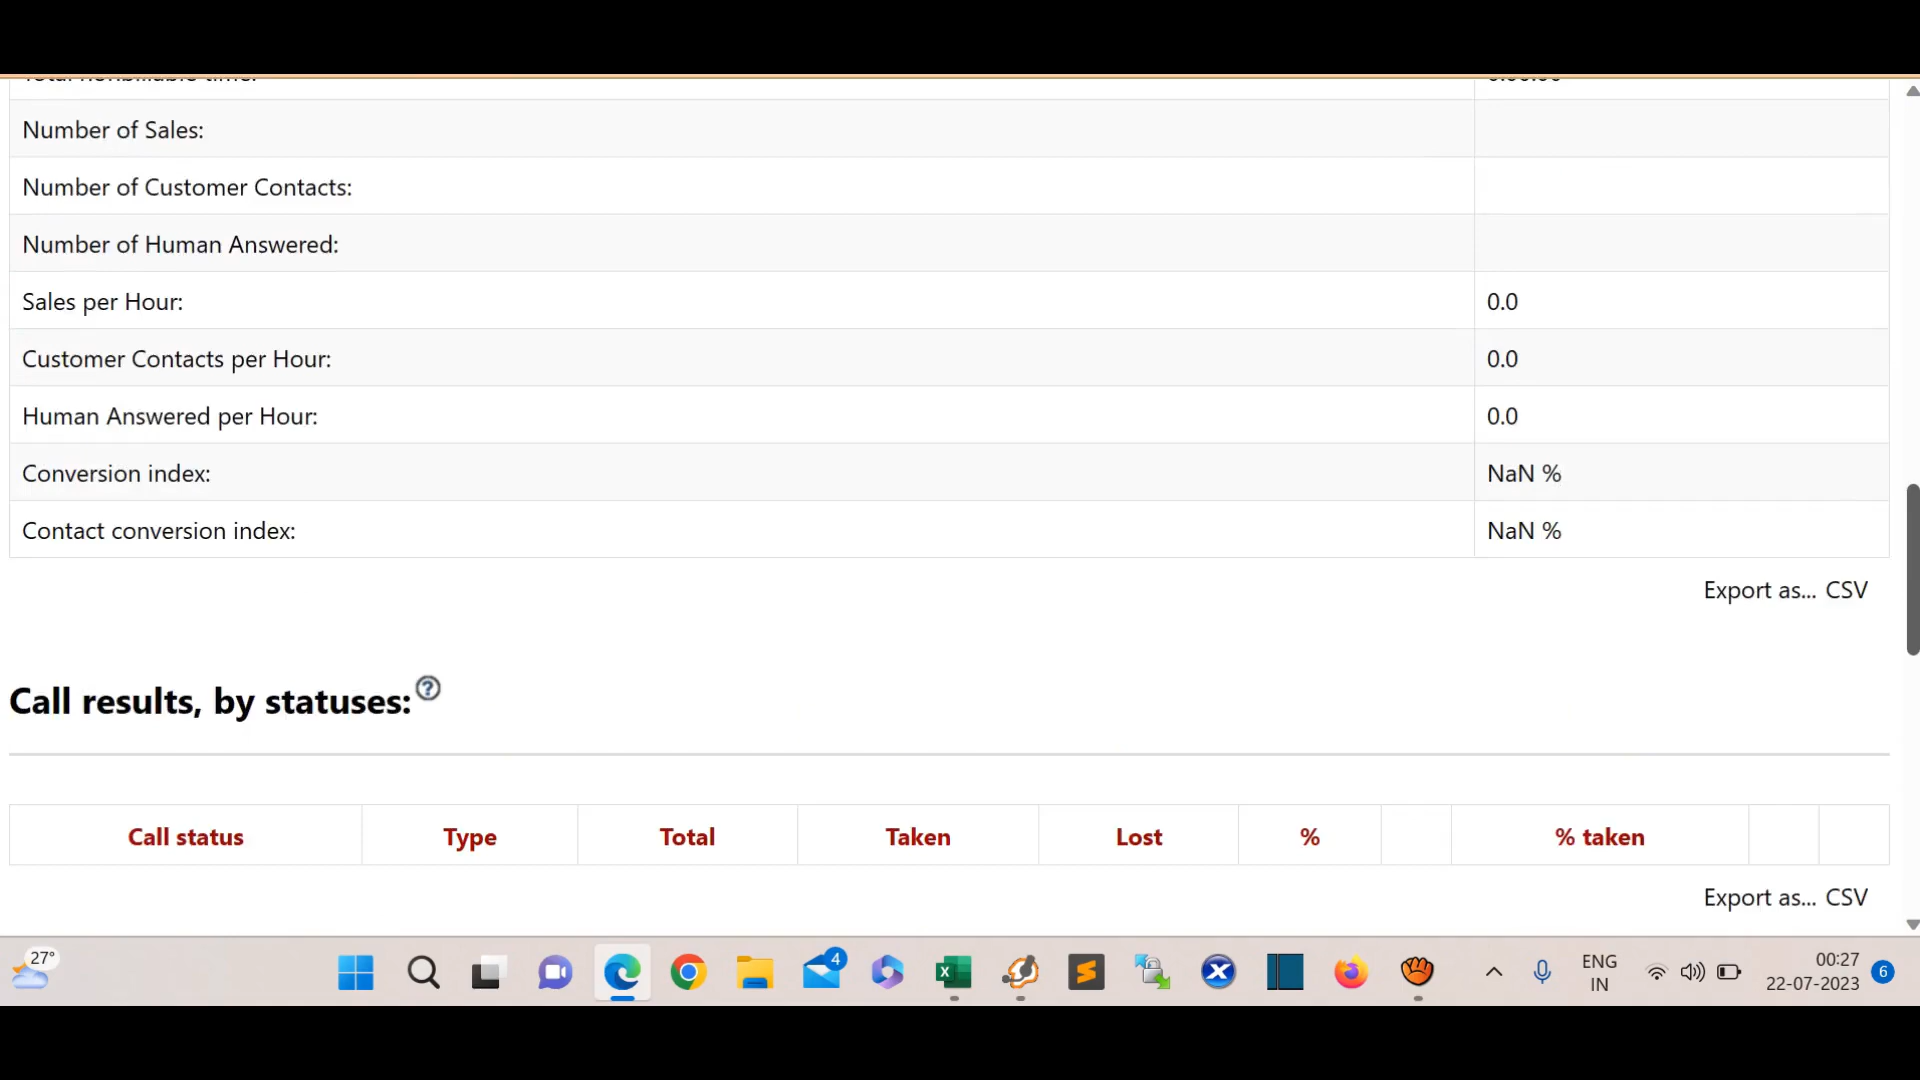 Number of Sales:
Number of Customer Contacts:
Number of Human Answered:
Sales per Hour: 0.0
Customer Contacts per Hour: 0.0
Human Answered per Hour: 0.0
Conversion index: NaN %
Contact conversion index: NaN %
Export as... CSV
Call results, by statuses:
Call status Type Total Taken Lost % % taken
Export as... CSV
27°
4
ENG
IN
00:27
22-07-2023
6